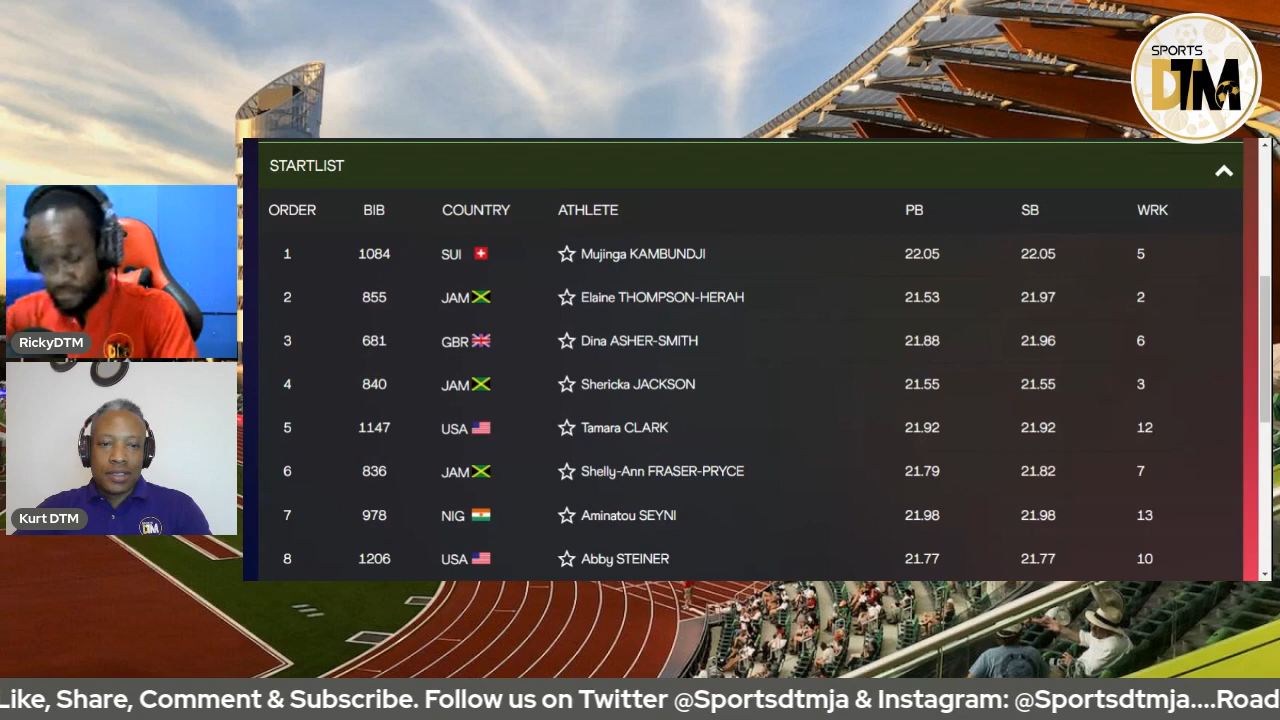 SPORTS
DTM
STARTLIST
ORDER BIB COUNTRY ATHLETE PB SB WRK
1 1084 SUI Mujinga KAMBUNDJI 22.05 22.05 5
2 855 JAM Elaine THOMPSON-HERAH 21.53 21.97 2
3 681 GBR Dina ASHER-SMITH 21.88 21.96 6
4 840 JAM Shericka JACKSON 21.55 21.55 3
5 1147 USA Tamara CLARK 21.92 21.92 12
6 836 JAM Shelly-Ann FRASER-PRYCE 21.79 21.82 7
7 978 NIG Aminatou SEYNI 21.98 21.98 13
8 1206 USA Abby STEINER 21.77 21.77 10
RickyDTM
Kurt DTM
DTM
Like, Share, Comment & Subscribe. Follow us on Twitter @Sportsdtmja & Instagram: @Sportsdtmja....Road